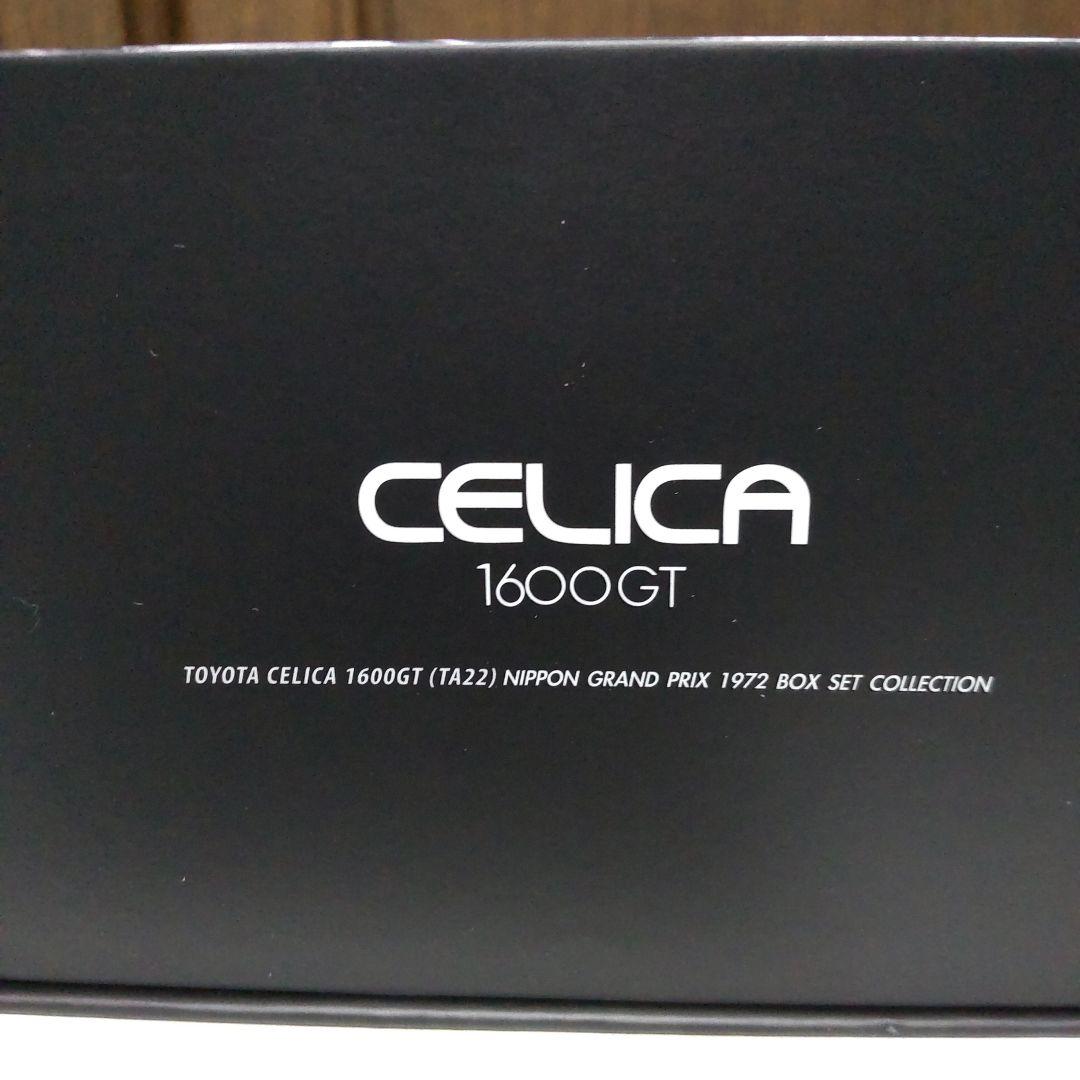 CELICA
1600GT
TOYOTA CELICA 1600GT (TA22) NIPPON GRAND PRIX 1972 BOX SET COLLECTION